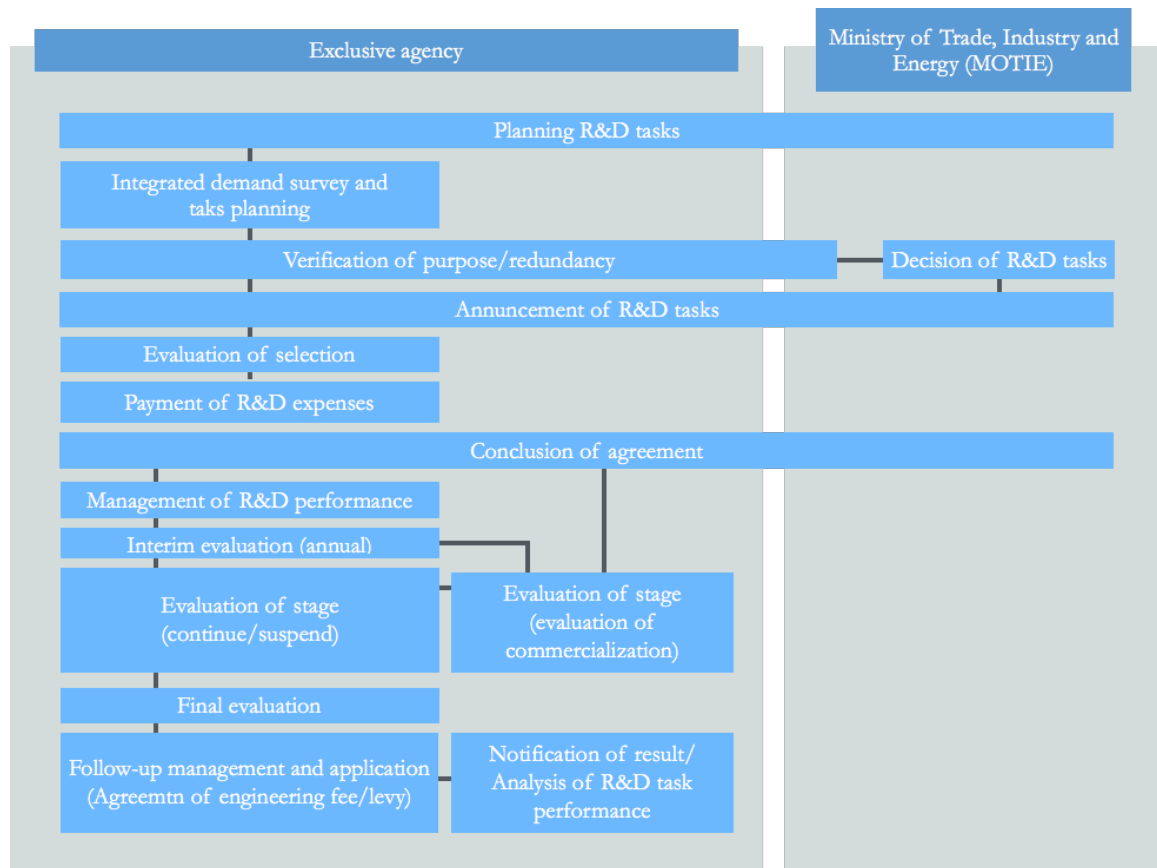 Exclusive agency
Ministry of Trade, Industry and
Energy (MOTIE)
Planning R&D tasks
Integrated demand survey and
taks planning
Verification of purpose/redundancy
Decision of R&D tasks
Annuncement of R&D tasks
Evaluation of selection
Payment of R&D expenses
Conclusion of agreement
Management of R&D performance
Interim evaluation (annual)
Evaluation of stage
(continue/suspend)
Evaluation of stage
(evaluation of
commercialization)
Final evaluation
Follow-up management and application
(Agreemtn of engineering fee/levy)
Notification of result/
Analysis of R&D task
performance